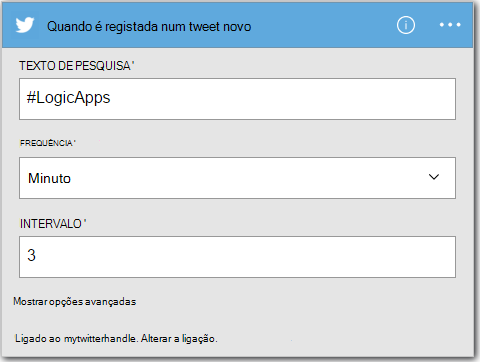 Quando é registada num tweet novo
TEXTO DE PESQUISA*
#LogicApps
FREQUÊNCIA*
Minuto
INTERVALO*
3
Mostrar opções avançadas
Ligado ao mytwitterhandle. Alterar a ligação.